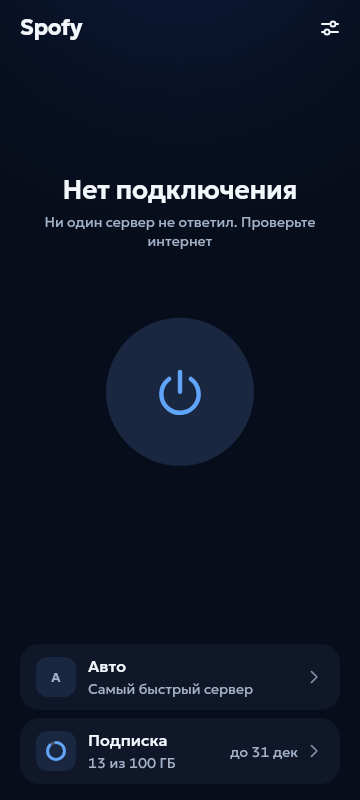 Spofy
Нет подключения
Ни один сервер не ответил. Проверьте
интернет
A
Авто
Самый быстрый сервер
Подписка
13 из 100 ГБ
до 31 дек